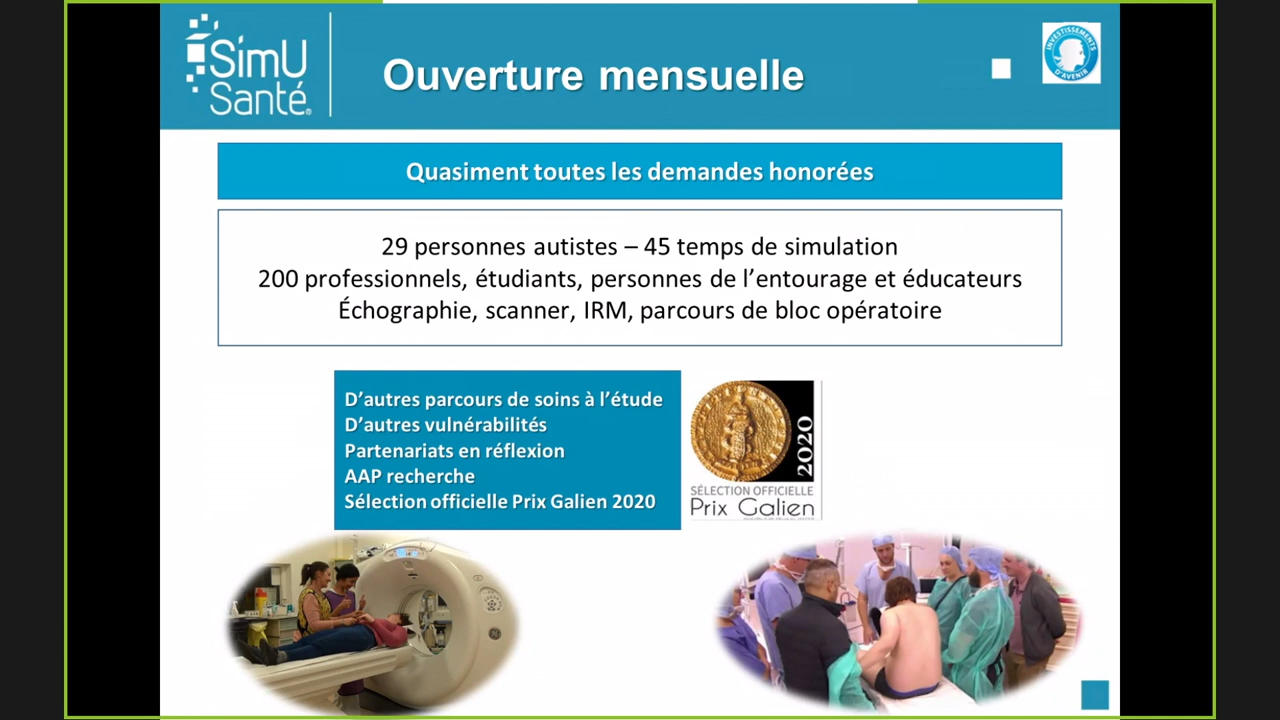 SimU
Santé®
Ouverture mensuelle
INVESTISSEMENTS
D'AVENIR
Quasiment toutes les demandes honorées
29 personnes autistes – 45 temps de simulation
200 professionnels, étudiants, personnes de l'entourage et éducateurs
Échographie, scanner, IRM, parcours de bloc opératoire
D'autres parcours de soins à l'étude
D'autres vulnérabilités
Partenariats en réflexion
AAP recherche
Sélection officielle Prix Galien 2020
2020
SÉLECTION OFFICIELLE
Prix Galien